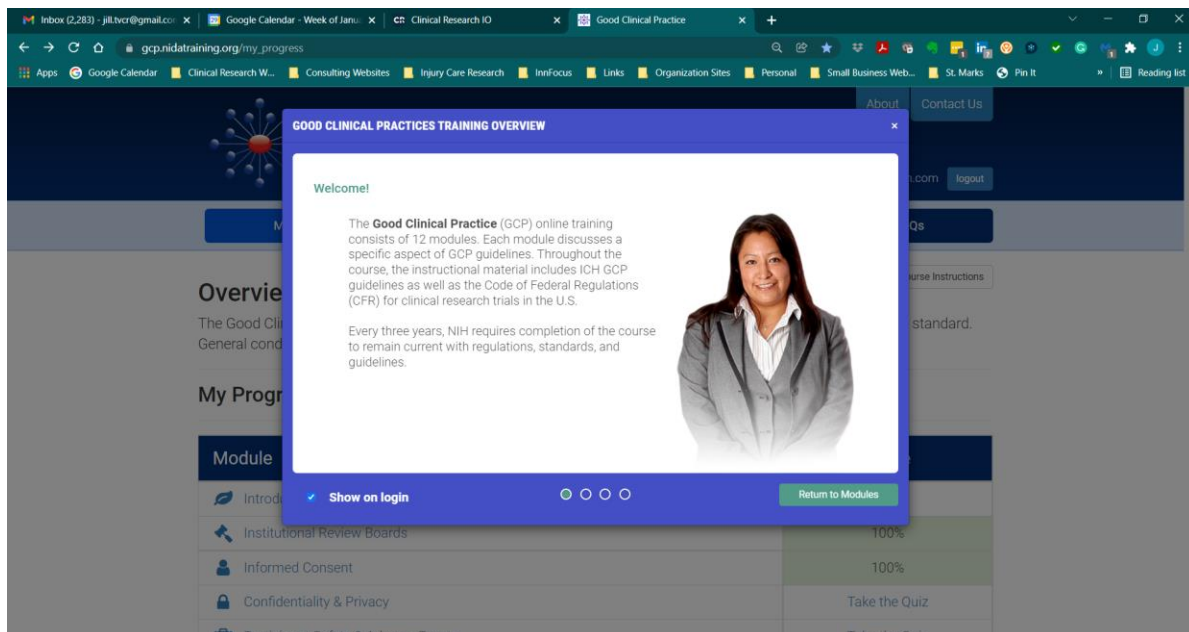 Inbox (2,283) - jill.tvcr@gmail.con
Google Calendar - Week of Janua
Clinical Research IO
Good Clinical Practice
gcp.nidatraining.org/my_progress
Apps
Google Calendar
Clinical Research W...
Consulting Websites
Injury Care Research
InnFocus
Links
Organization Sites
Personal
Small Business Web...
St. Marks
Pin It
»
Reading list
About
Contact Us
GOOD CLINICAL PRACTICES TRAINING OVERVIEW
.com
logout
Welcome!
The Good Clinical Practice (GCP) online training
consists of 12 modules. Each module discusses a
specific aspect of GCP guidelines. Throughout the
course, the instructional material includes ICH GCP
guidelines as well as the Code of Federal Regulations
(CFR) for clinical research trials in the U.S.
Every three years, NIH requires completion of the course
to remain current with regulations, standards, and
guidelines.
M
Qs
urse Instructions
Overvie
The Good Clin
standard.
General cond
My Progr
Module
Show on login
Return to Modules
Introdu
Institutional Review Boards
100%
Informed Consent
100%
Confidentiality & Privacy
Take the Quiz